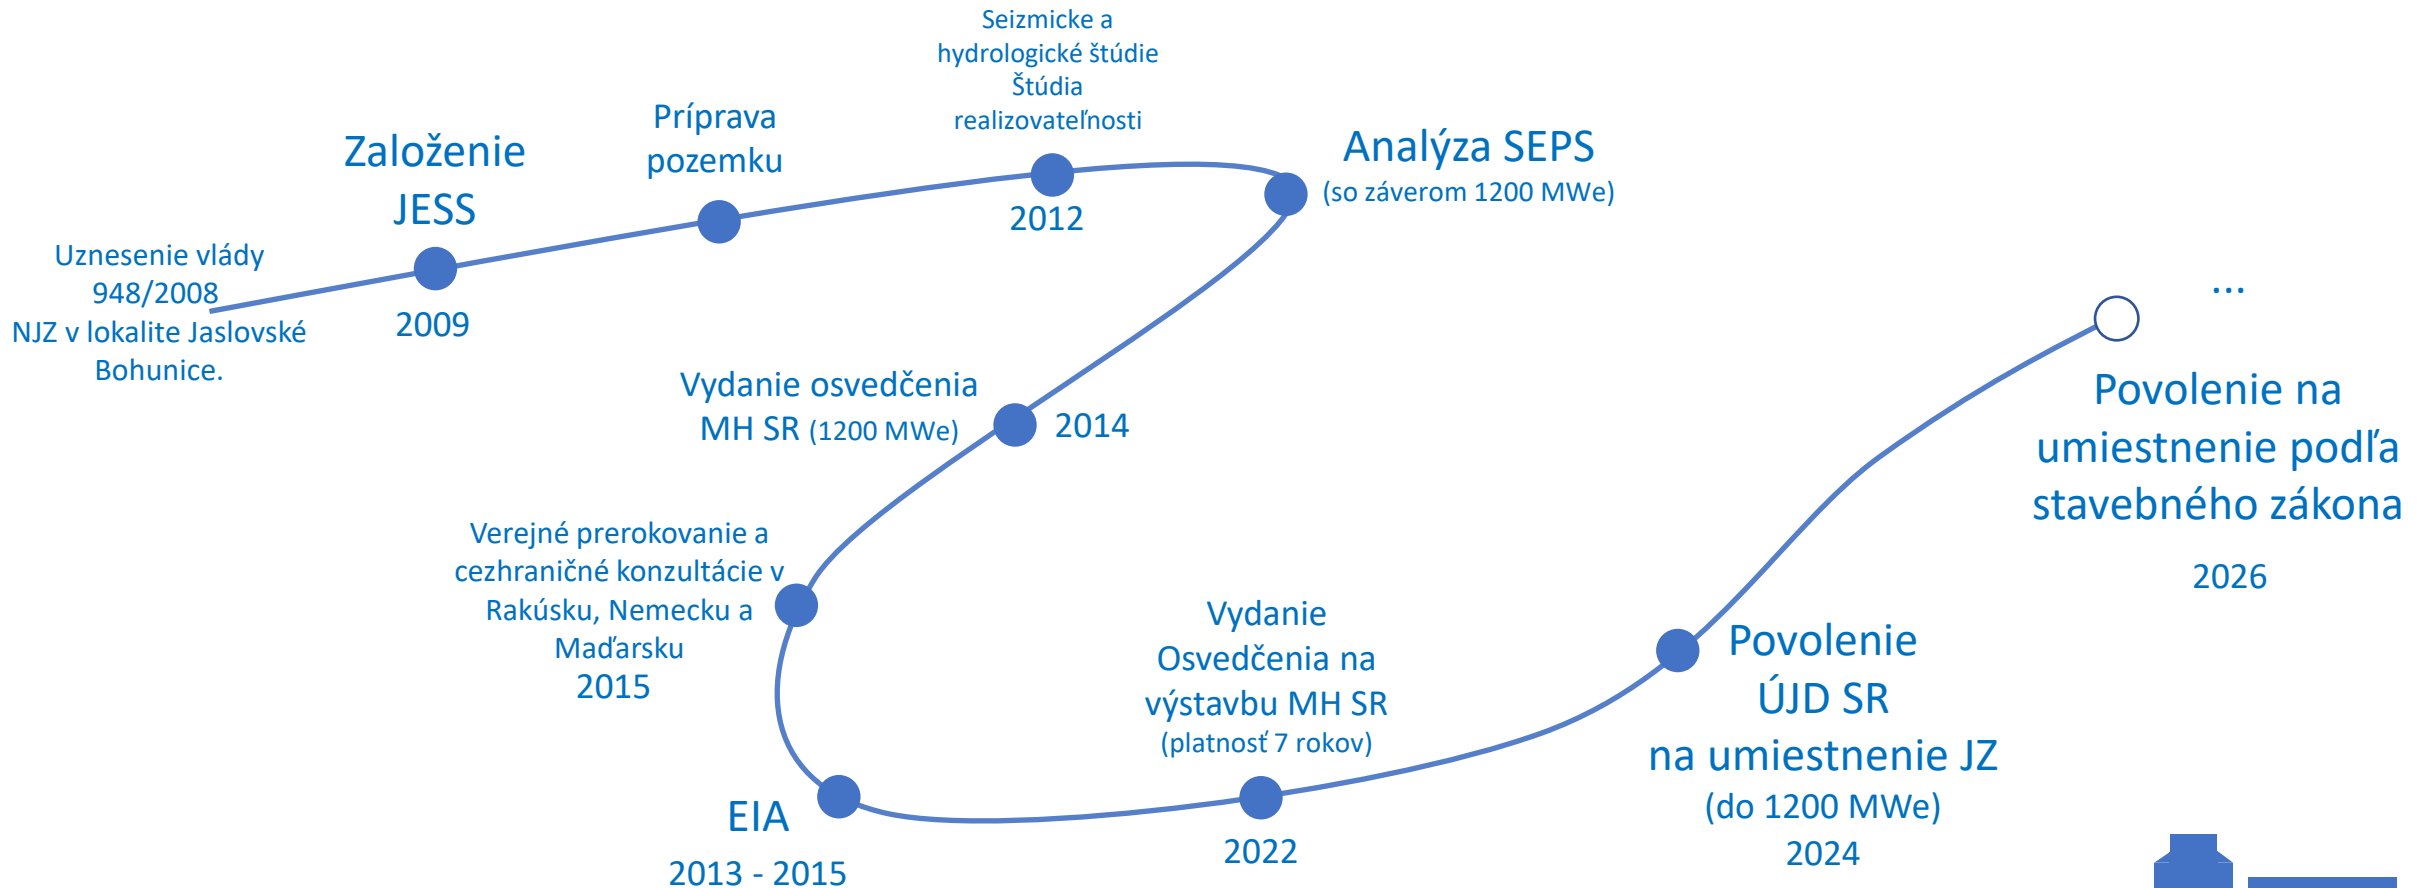 Uznesenie vlády
948/2008
NJZ v lokalite Jaslovské
Bohunice.
Založenie
JESS
2009
Príprava
pozemku
Seizmicke a
hydrologické štúdie
Štúdia
realizovateľnosti
2012
Analýza SEPS
(so záverom 1200 MWe)
Vydanie osvedčenia
MH SR (1200 MWe)
2014
Verejné prerokovanie a
cezhraničné konzultácie v
Rakúsku, Nemecku a
Maďarsku
2015
EIA
2013 - 2015
Vydanie
Osvedčenia na
výstavbu MH SR
(platnosť 7 rokov)
2022
Povolenie
ÚJD SR
na umiestnenie JZ
(do 1200 MWe)
2024
...
Povolenie na
umiestnenie podľa
stavebného zákona
2026